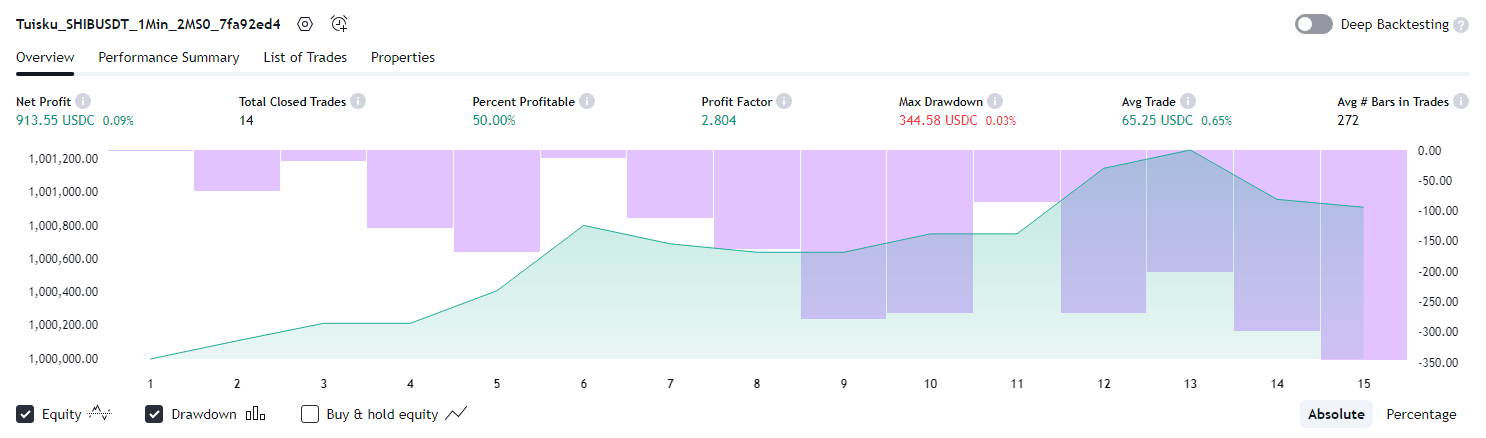 Tuisku_SHIBUSDT_1Min_2MS0_7fa92ed4 Deep Backtesting ?
Overview Performance Summary List of Trades Properties
Net Profit i Total Closed Trades i Percent Profitable i Profit Factor i Max Drawdown i Avg Trade i Avg # Bars in Trades i
913.55 USDC 0.09% 14 50.00% 2.804 344.58 USDC 0.03% 65.25 USDC 0.65% 272
1,001,200.00 0.00
1,001,000.00 -50.00
1,000,800.00 -100.00
1,000,600.00 -150.00
1,000,400.00 -200.00
1,000,200.00 -250.00
1,000,000.00 -300.00
-350.00
1 2 3 4 5 6 7 8 9 10 11 12 13 14 15
Equity Drawdown Buy & hold equity Absolute Percentage